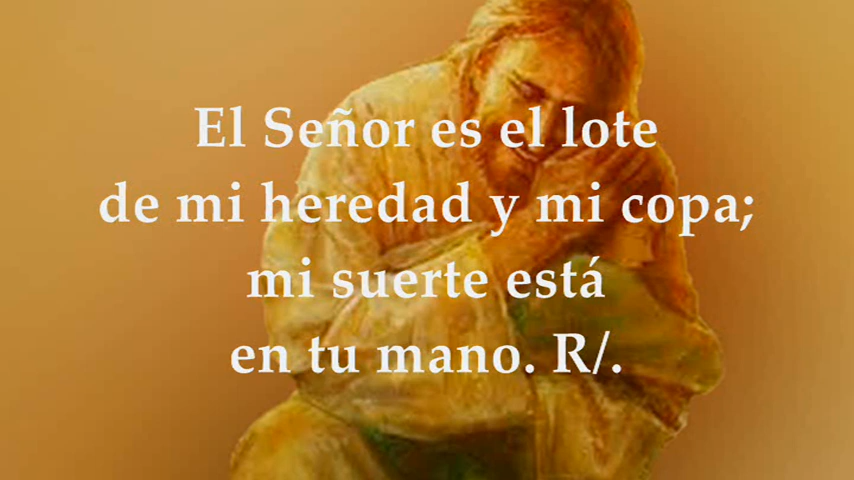 El Señor es el lote
de mi heredad y mi copa;
mi suerte está
en tu mano. R/.